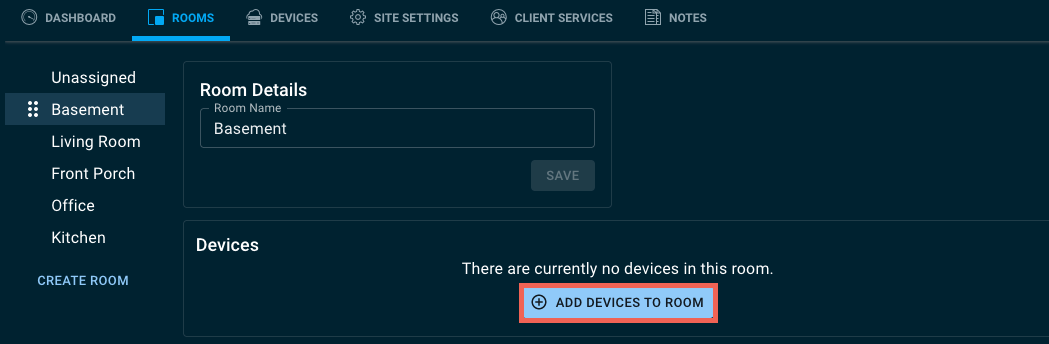 DASHBOARD ROOMS DEVICES SITE SETTINGS CLIENT SERVICES NOTES
Unassigned
Basement
Living Room
Front Porch
Office
Kitchen
CREATE ROOM
Room Details
Room Name
Basement
SAVE
Devices
There are currently no devices in this room.
ADD DEVICES TO ROOM